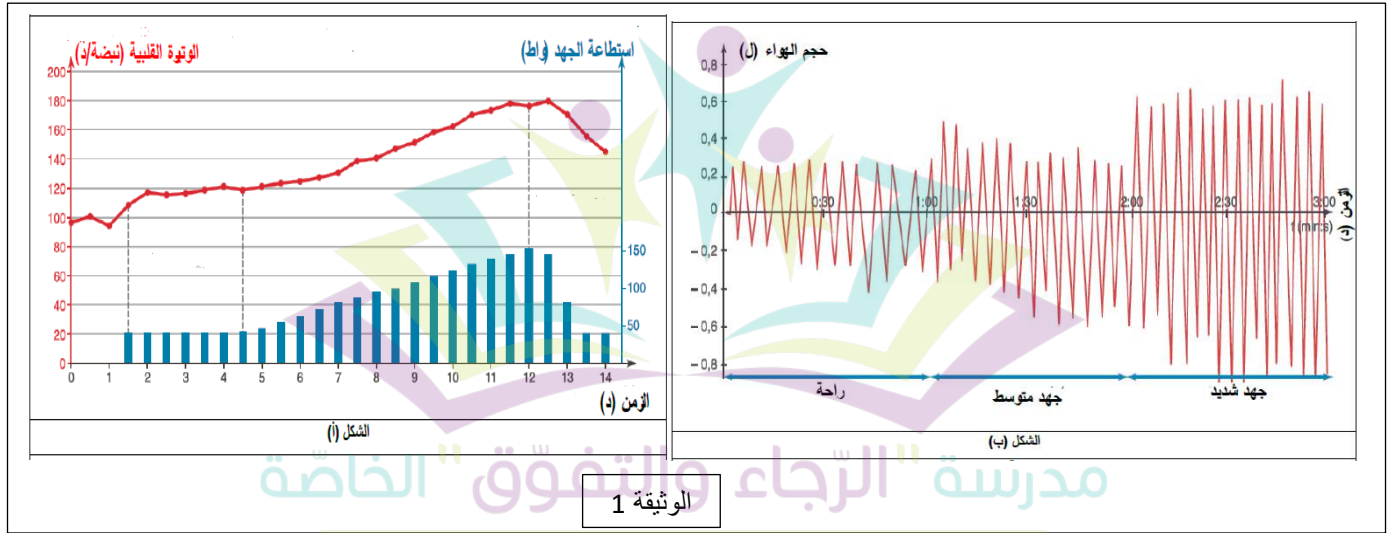 حجم الهواء (ل)
0,8
0,6
0,4
0,2
0
– 0,2
– 0,4
– 0,6
– 0,8
0:30
1:00
1:30
2:00
2:30
3:00
t (min:s)
الزمن (د)
راحة
جهد متوسط
جهد شديد
الشكل (ب)
الوتيرة القلبية (نبضة/د)
استطاعة الجهد (واط)
200
180
160
140
120
100
80
60
40
20
0
150
100
50
0 1 2 3 4 5 6 7 8 9 10 11 12 13 14
الزمن (د)
الشكل (أ)
مدرسة "الرّجاء والتفوّق" الخاصّة
الوثيقة 1